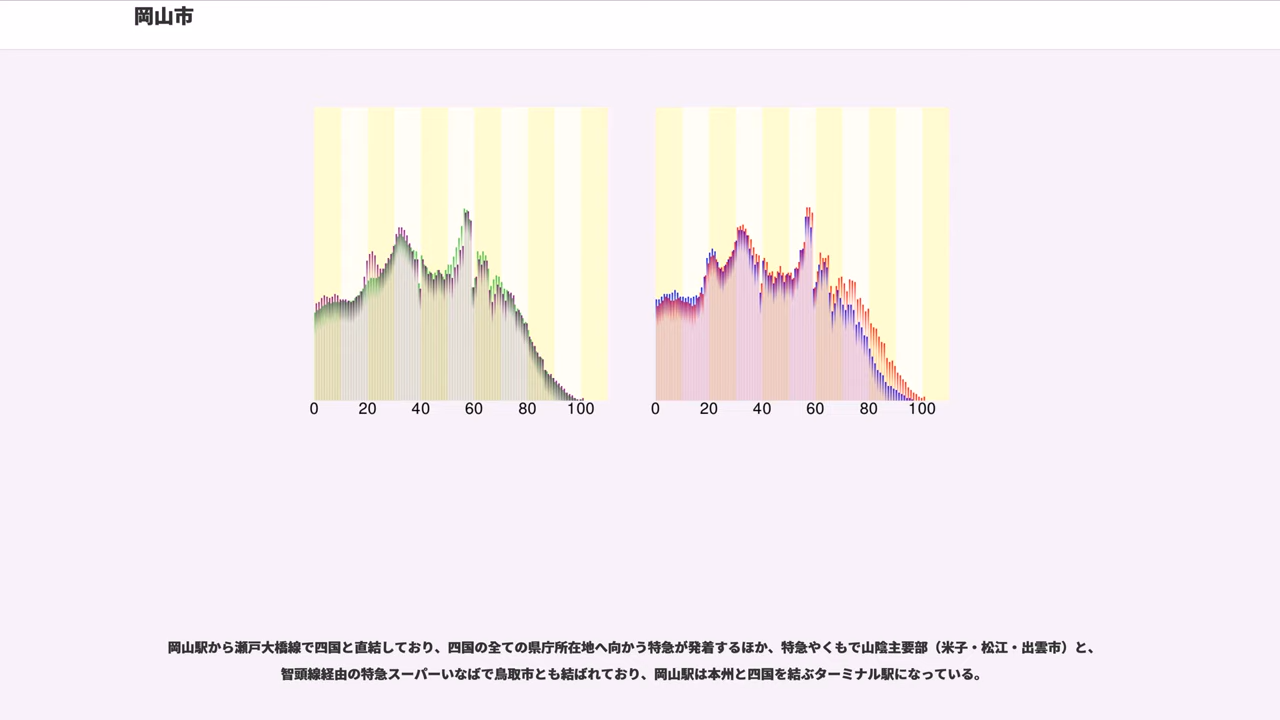 岡山市
0 20 40 60 80 100
0 20 40 60 80 100
岡山駅から瀬戸大橋線で四国と直結しており、四国の全ての県庁所在地へ向かう特急が発着するほか、特急やくもで山陰主要部（米子・松江・出雲市）と、
智頭線経由の特急スーパーいなばで鳥取市とも結ばれており、岡山駅は本州と四国を結ぶターミナル駅になっている。